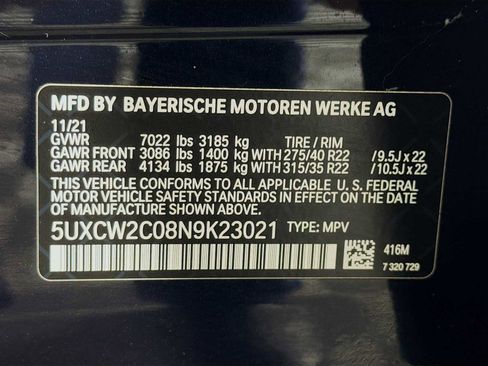 MFD BY BAYERISCHE MOTOREN WERKE AG
11/21
GVWR 7022 lbs 3185 kg TIRE / RIM
GAWR FRONT 3086 lbs 1400 kg WITH 275/40 R22 / 9.5J x 22
GAWR REAR 4134 lbs 1875 kg WITH 315/35 R22 / 10.5J x 22
THIS VEHICLE CONFORMS TO ALL APPLICABLE U. S. FEDERAL
MOTOR VEHICLE SAFETY STANDARDS IN EFFECT ON THE
DATE OF MANUFACTURE SHOWN ABOVE.
5UXCW2C08N9K23021 TYPE: MPV
416M
7 320 729